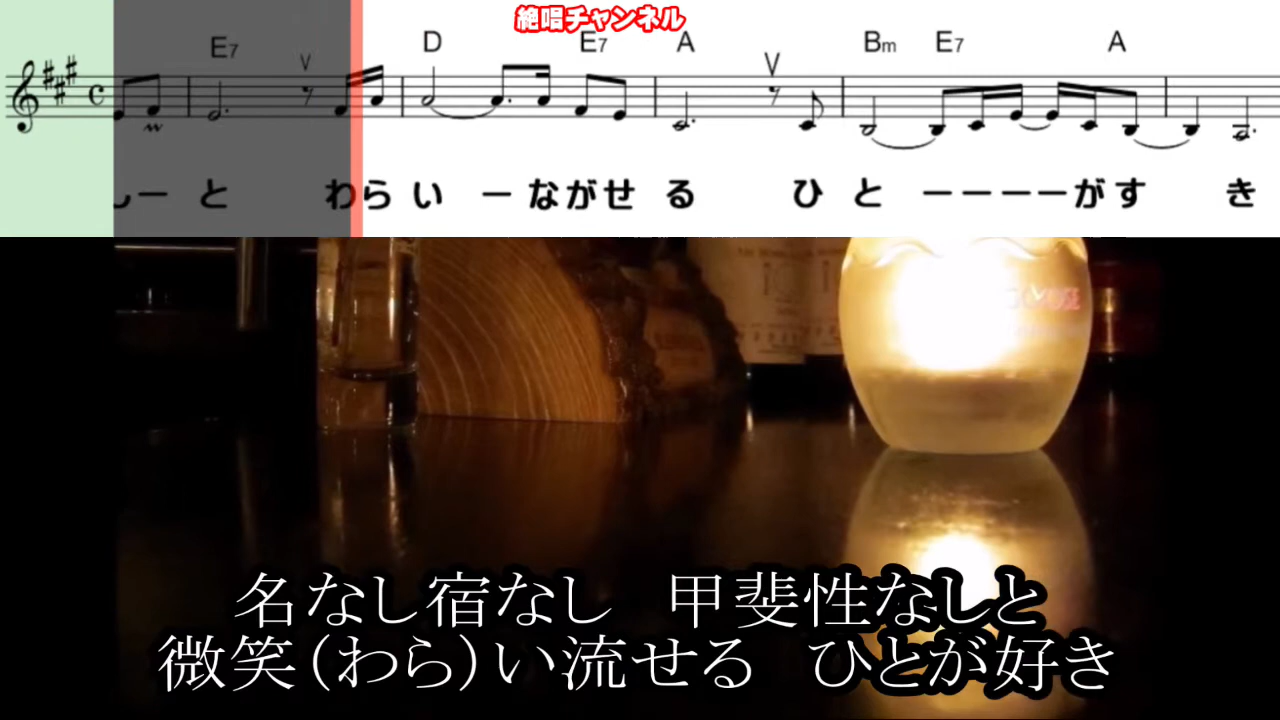 絶唱チャンネル
E7 D E7 A Bm E7 A
しーと わらいーながせる ひとーーーーがすき
名なし宿なし 甲斐性なしと
微笑(わら)い流せる ひとが好き